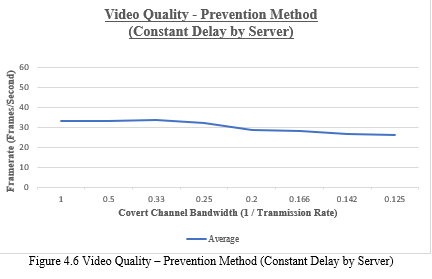 Video Quality - Prevention Method
(Constant Delay by Server)
Framerate (Frames/Second)
60
50
40
30
20
10
0
1 0.5 0.33 0.25 0.2 0.166 0.142 0.125
Covert Channel Bandwidth (1 / Tranmission Rate)
Average
Figure 4.6 Video Quality – Prevention Method (Constant Delay by Server)